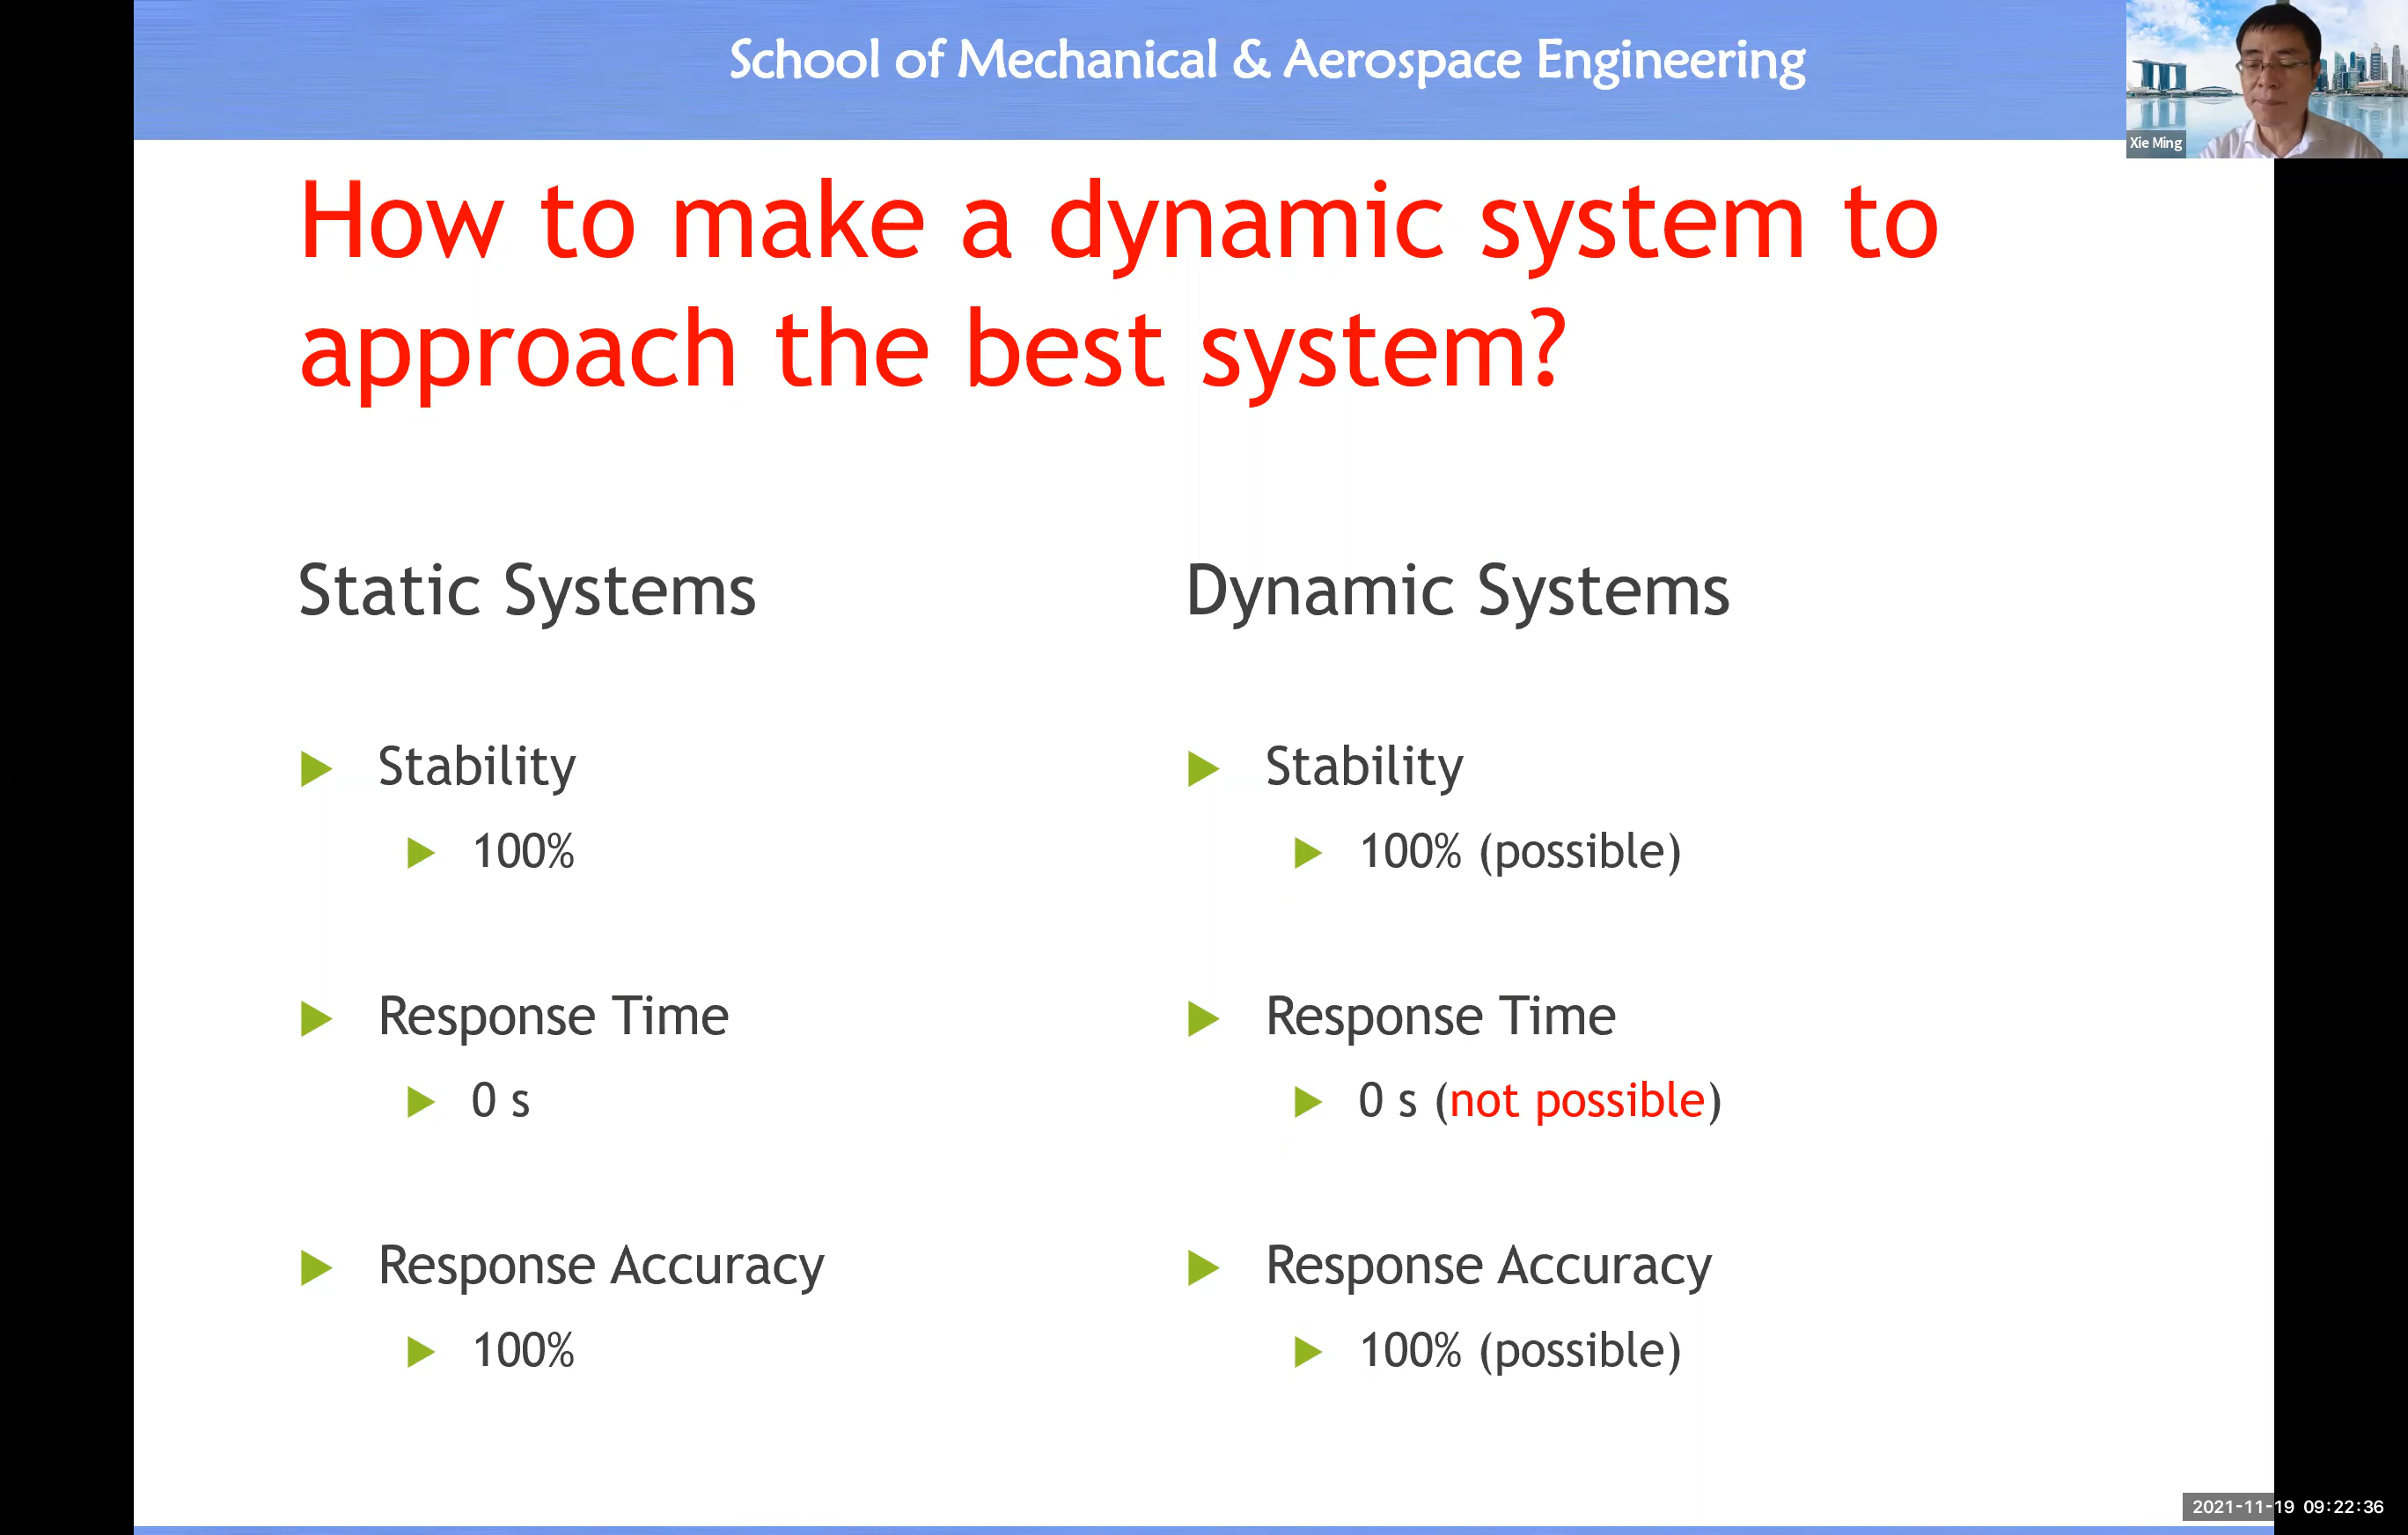 School of Mechanical & Aerospace Engineering
Xie Ming
How to make a dynamic system to
approach the best system?
Static Systems
Stability
100%
Response Time
0 s
Response Accuracy
100%
Dynamic Systems
Stability
100% (possible)
Response Time
0 s (not possible)
Response Accuracy
100% (possible)
2021-11-19 09:22:36